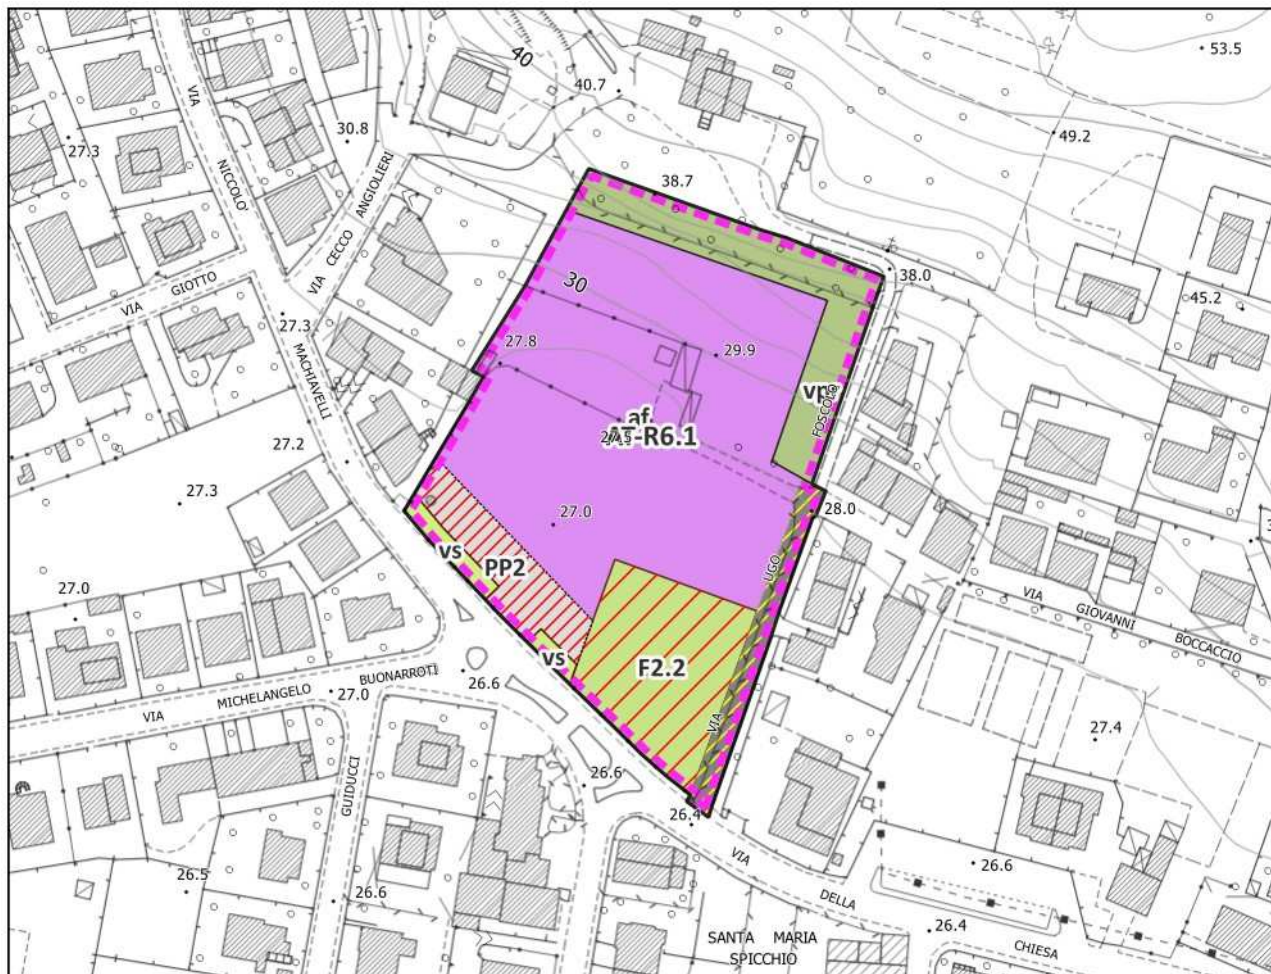 53.5
40
40.7
49.2
30.8
27.3
VIA
NICCOLO'
VIA CECCO ANGIOLIERI
38.7
38.0
45.2
VIA GIOTTO
30
27.3
27.8
29.9
MACHIAVELLI
vp
FOSCOLO
af
AT-R6.1
27.2
27.3
27.0
28.0
vs
PP2
UGO
27.0
VIA GIOVANNI BOCCACCIO
vs
F2.2
26.6
VIA MICHELANGELO BUONARROTI
27.0
VIA
27.4
GUIDUCCI
26.6
26.4
VIA
DELLA
CHIESA
26.6
26.5
26.6
26.4
SANTA MARIA
SPICCHIO